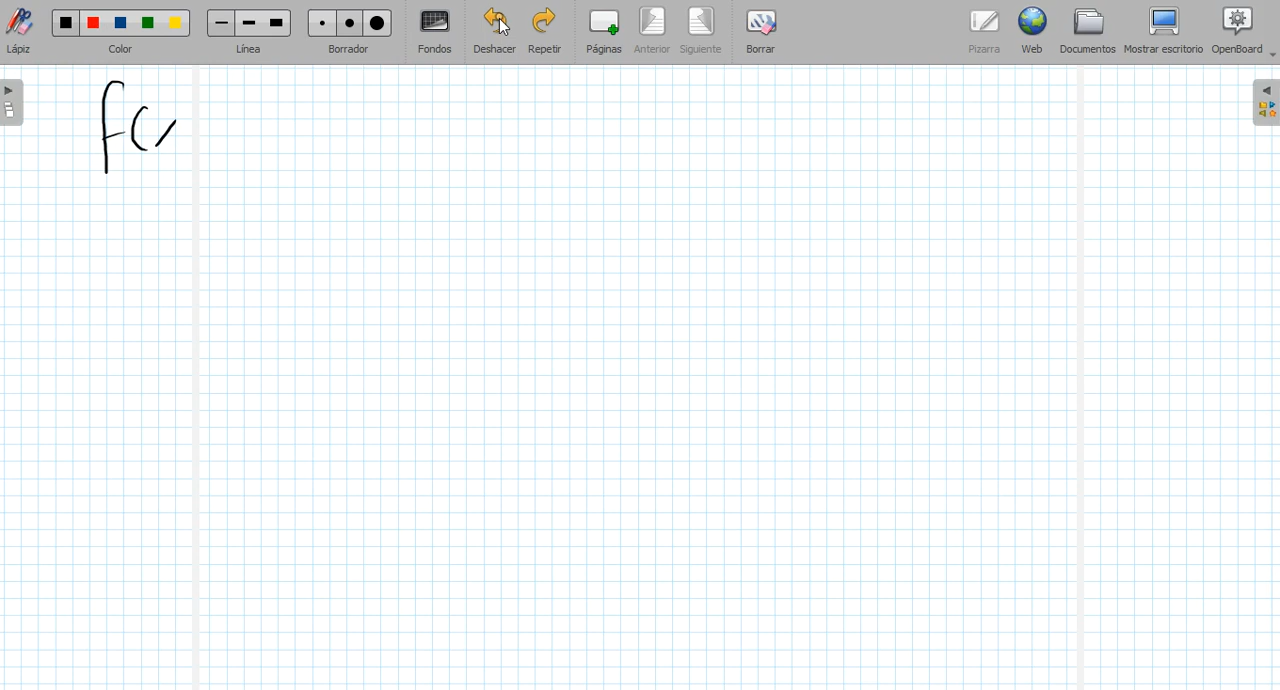 Lápiz Color Línea Borrador Fondos Deshacer Repetir Páginas Anterior Siguiente Borrar Pizarra Web Documentos Mostrar escritorio OpenBoard
f(/